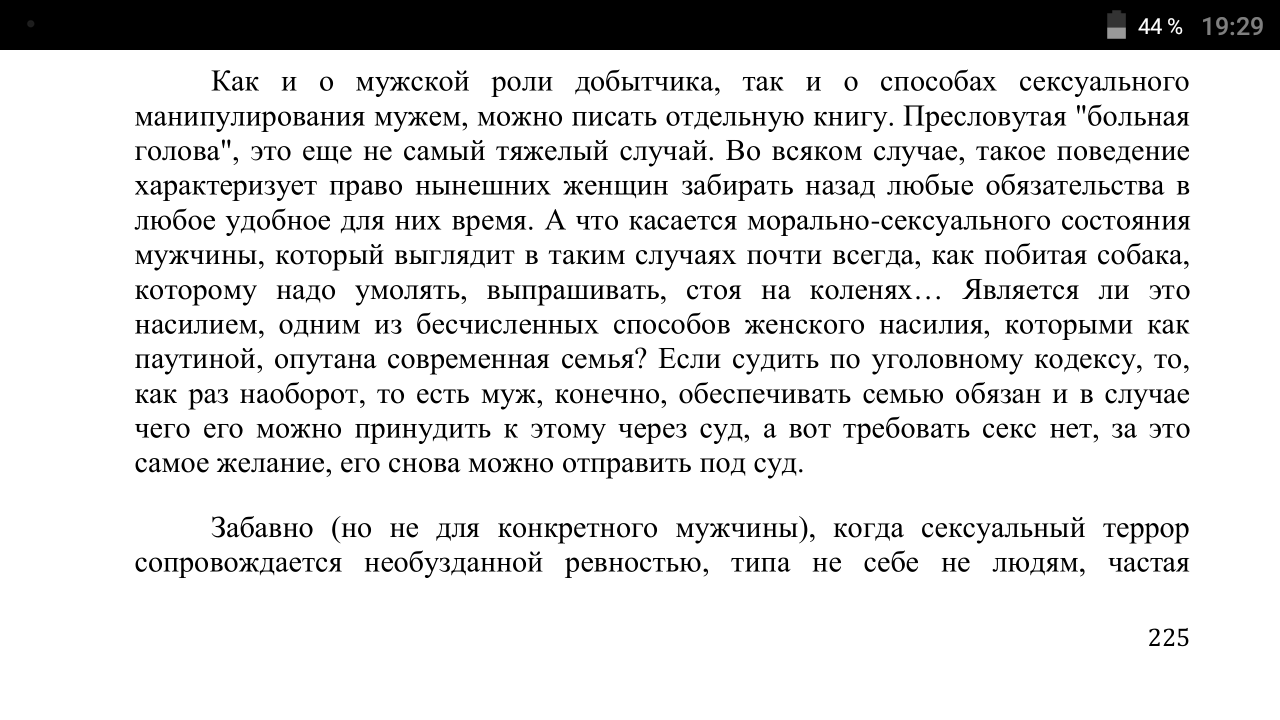 44 % 19:29
Как и о мужской роли добытчика, так и о способах сексуального
манипулирования мужем, можно писать отдельную книгу. Пресловутая "больная
голова", это еще не самый тяжелый случай. Во всяком случае, такое поведение
характеризует право нынешних женщин забирать назад любые обязательства в
любое удобное для них время. А что касается морально-сексуального состояния
мужчины, который выглядит в таким случаях почти всегда, как побитая собака,
которому надо умолять, выпрашивать, стоя на коленях… Является ли это
насилием, одним из бесчисленных способов женского насилия, которыми как
паутиной, опутана современная семья? Если судить по уголовному кодексу, то,
как раз наоборот, то есть муж, конечно, обеспечивать семью обязан и в случае
чего его можно принудить к этому через суд, а вот требовать секс нет, за это
самое желание, его снова можно отправить под суд.
Забавно (но не для конкретного мужчины), когда сексуальный террор
сопровождается необузданной ревностью, типа не себе не людям, частая
225